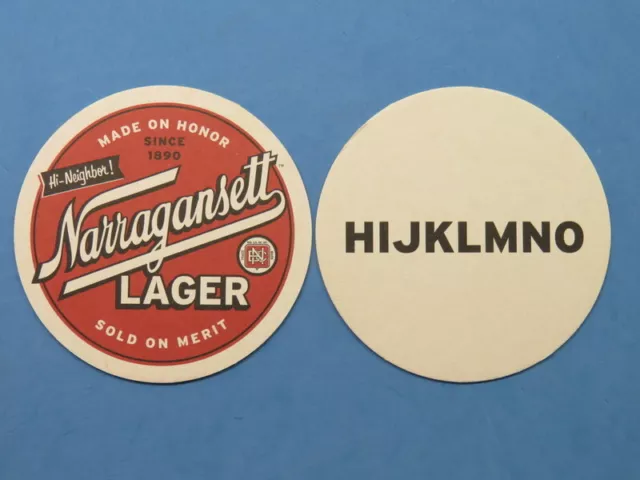 MADE ON HONOR
SINCE
1890
Hi-Neighbor!
Narragansett
LAGER
SOLD ON MERIT
HIJKLMNO